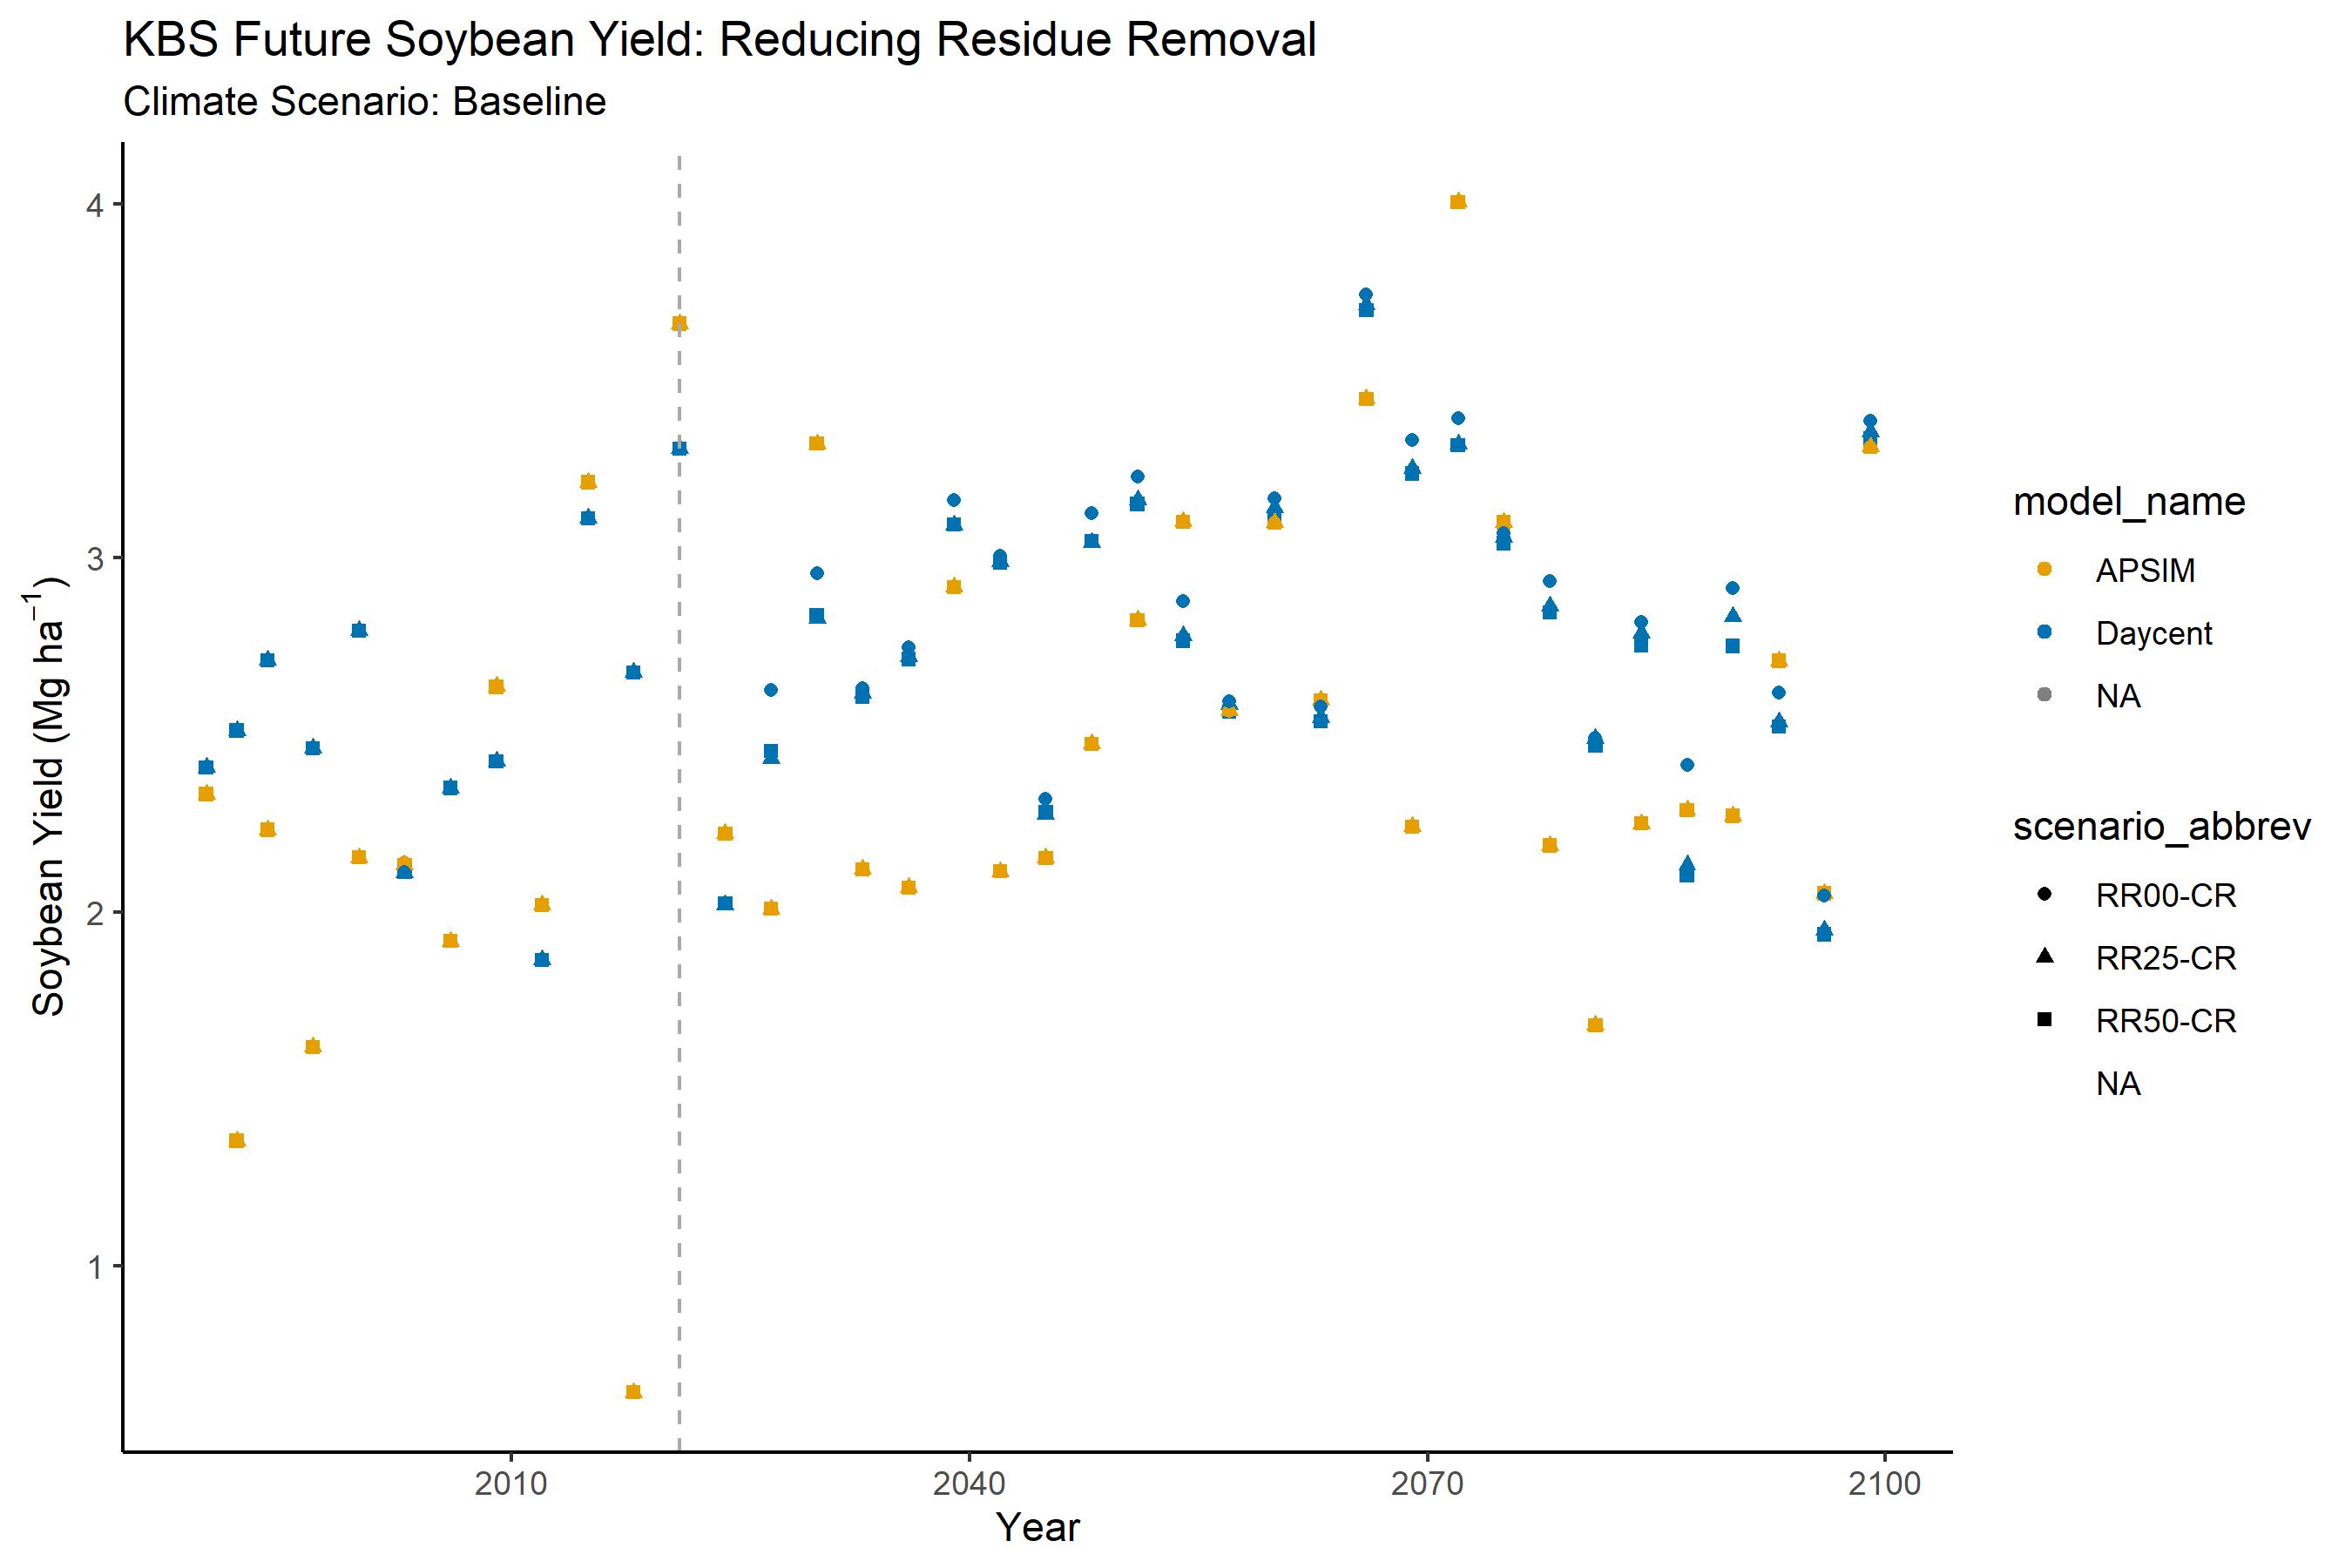 KBS Future Soybean Yield: Reducing Residue Removal
Climate Scenario: Baseline
Soybean Yield (Mg ha⁻¹)
4
3
2
1
2010 2040 2070 2100
Year
model_name
APSIM
Daycent
NA
scenario_abbrev
RR00-CR
RR25-CR
RR50-CR
NA